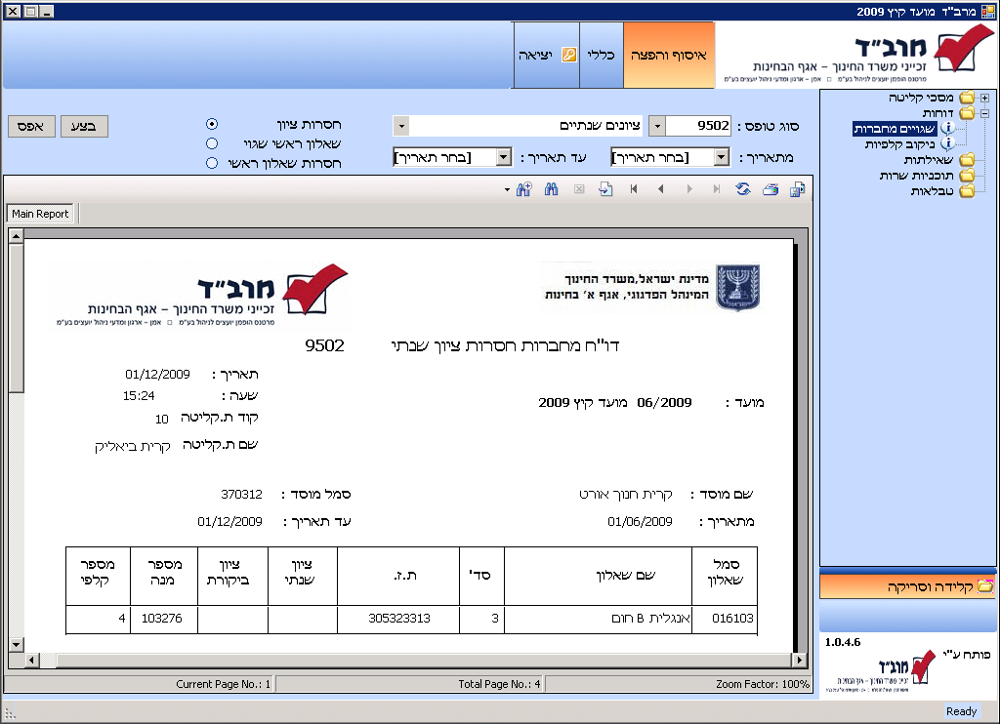 מרב"ד מועד קיץ 2009
מרב"ד
זכייני משרד החינוך – אגף הבחינות
מרטנס הופמן יועצים לניהול בע"מ □ אמן – ארגון ומדעי ניהול יועצים בע"מ
איסוף והפצה
כללי
יציאה
מסכי קליטה
דוחות
שגויים מחברות
ניקוב קלפיות
שאילתות
תוכניות שרות
טבלאות
סוג טופס : 9502 ציונים שנתיים
מתאריך : [בחר תאריך] עד תאריך : [בחר תאריך]
חסרות ציון
שאלון ראשי שגוי
חסרות שאלון ראשי
בצע
אפס
Main Report
מדינת ישראל,משרד החינוך
המינהל הפדגוגי, אגף א' בחינות
מרב"ד
זכייני משרד החינוך – אגף הבחינות
מרטנס הופמן יועצים לניהול בע"מ □ אמן – ארגון ומדעי ניהול יועצים בע"מ
דו"ח מחברות חסרות ציון שנתי 9502
תאריך : 01/12/2009
שעה : 15:24
מועד : 06/2009 מועד קיץ 2009
קוד ת.קליטה 10
שם ת.קליטה קרית ביאליק
שם מוסד : קרית חנוך אורט סמל מוסד : 370312
מתאריך : 01/06/2009 עד תאריך : 01/12/2009
סמל שאלון שם שאלון סד' ת.ז. ציון שנתי ציון ביקורת מספר מנה מספר קלפי
016103 אנגלית B חום 3 305323313 103276 4
Current Page No.: 1 Total Page No.: 4 Zoom Factor: 100%
קלידה וסריקה
1.0.4.6
פותח ע"י
מרב"ד
זכייני משרד החינוך – אגף הבחינות
Ready